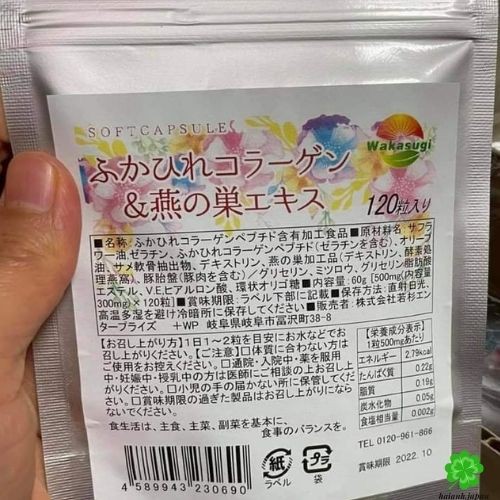 SOFTCAPSULE
Wakasugi
ふかひれコラーゲン
&燕の巣エキス
120粒入り
■名称:ふかひれコラーゲンペプチド含有加工食品■原材料名:サフラ
ワー油、ゼラチン、ふかひれコラーゲンペプチド(ゼラチンを含む)、オリーブ
油、サメ軟骨抽出物、デキストリン、燕の巣加工品(デキストリン、酵素処
理燕窩)、豚胎盤(豚肉を含む)/グリセリン、ミツロウ、グリセリン脂肪酸
エステル、V.E、ヒアルロン酸、環状オリゴ糖■内容量:60g[500mg(内容量
300mg)×120粒]■賞味期限:ラベル下部に記載■保存方法:直射日光、
高温多湿を避け冷暗所に保存してください■販売者:株式会社若杉エン
タープライズ +WP 岐阜県岐阜市冨沢町38-8
【お召し上がり方】1日1〜2粒を目安にお水などでお
召し上がりください。【ご注意】□体質に合わない方は
ご使用をお控えください。□通院・入院中・薬を服用
中・妊娠中・授乳中の方は医師にご相談の上お召し上
がりください。□小児の手の届かない所に保管してくだ
さい。□賞味期限の過ぎた製品はお召し上がりになら
ないでください。
食生活は、主食、主菜、副菜を基本に、
食事のバランスを。
【栄養成分表示】
1粒500mgあたり
エネルギー 2.79kcal
たんぱく質 0.22g
脂質 0.19g
炭水化物 0.05g
食塩相当量 0.002g
TEL 0120-961-866
賞味期限 2022.10
紙
ラベル
プラ
袋
4589943230690
haianh.japan